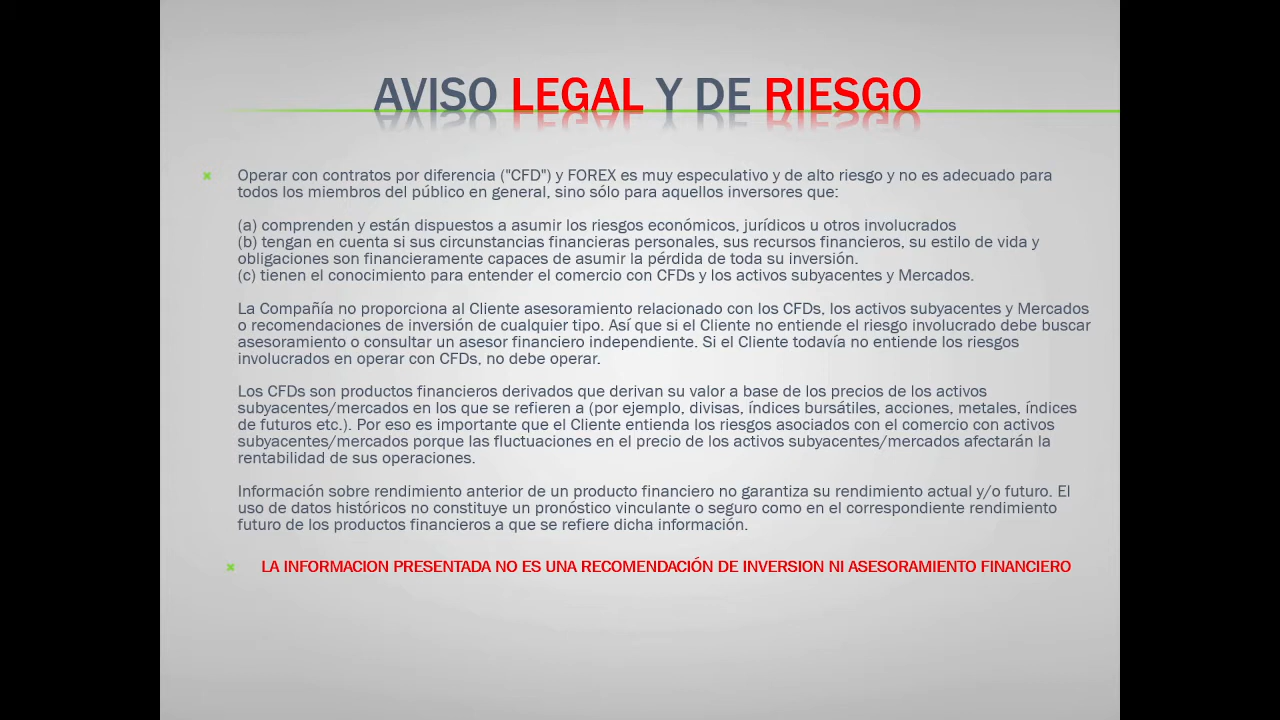 AVISO LEGAL Y DE RIESGO
Operar con contratos por diferencia ("CFD") y FOREX es muy especulativo y de alto riesgo y no es adecuado para
todos los miembros del público en general, sino sólo para aquellos inversores que:
(a) comprenden y están dispuestos a asumir los riesgos económicos, jurídicos u otros involucrados
(b) tengan en cuenta si sus circunstancias financieras personales, sus recursos financieros, su estilo de vida y
obligaciones son financieramente capaces de asumir la pérdida de toda su inversión.
(c) tienen el conocimiento para entender el comercio con CFDs y los activos subyacentes y Mercados.
La Compañía no proporciona al Cliente asesoramiento relacionado con los CFDs, los activos subyacentes y Mercados
o recomendaciones de inversión de cualquier tipo. Así que si el Cliente no entiende el riesgo involucrado debe buscar
asesoramiento o consultar un asesor financiero independiente. Si el Cliente todavía no entiende los riesgos
involucrados en operar con CFDs, no debe operar.
Los CFDs son productos financieros derivados que derivan su valor a base de los precios de los activos
subyacentes/mercados en los que se refieren a (por ejemplo, divisas, índices bursátiles, acciones, metales, índices
de futuros etc.). Por eso es importante que el Cliente entienda los riesgos asociados con el comercio con activos
subyacentes/mercados porque las fluctuaciones en el precio de los activos subyacentes/mercados afectarán la
rentabilidad de sus operaciones.
Información sobre rendimiento anterior de un producto financiero no garantiza su rendimiento actual y/o futuro. El
uso de datos históricos no constituye un pronóstico vinculante o seguro como en el correspondiente rendimiento
futuro de los productos financieros a que se refiere dicha información.
LA INFORMACION PRESENTADA NO ES UNA RECOMENDACIÓN DE INVERSION NI ASESORAMIENTO FINANCIERO